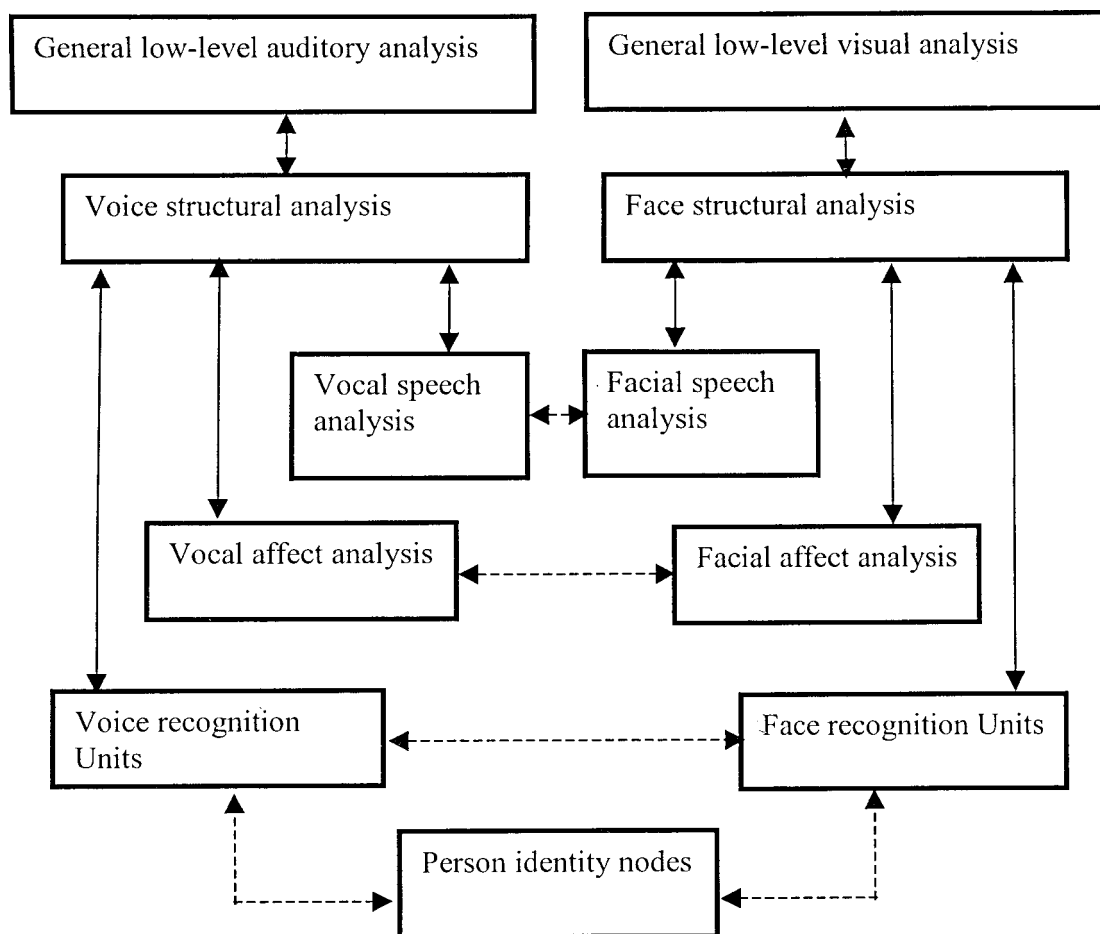 General low-level auditory analysis
General low-level visual analysis
Voice structural analysis
Face structural analysis
Vocal speech
analysis
Facial speech
analysis
Vocal affect analysis
Facial affect analysis
Voice recognition
Units
Face recognition Units
Person identity nodes